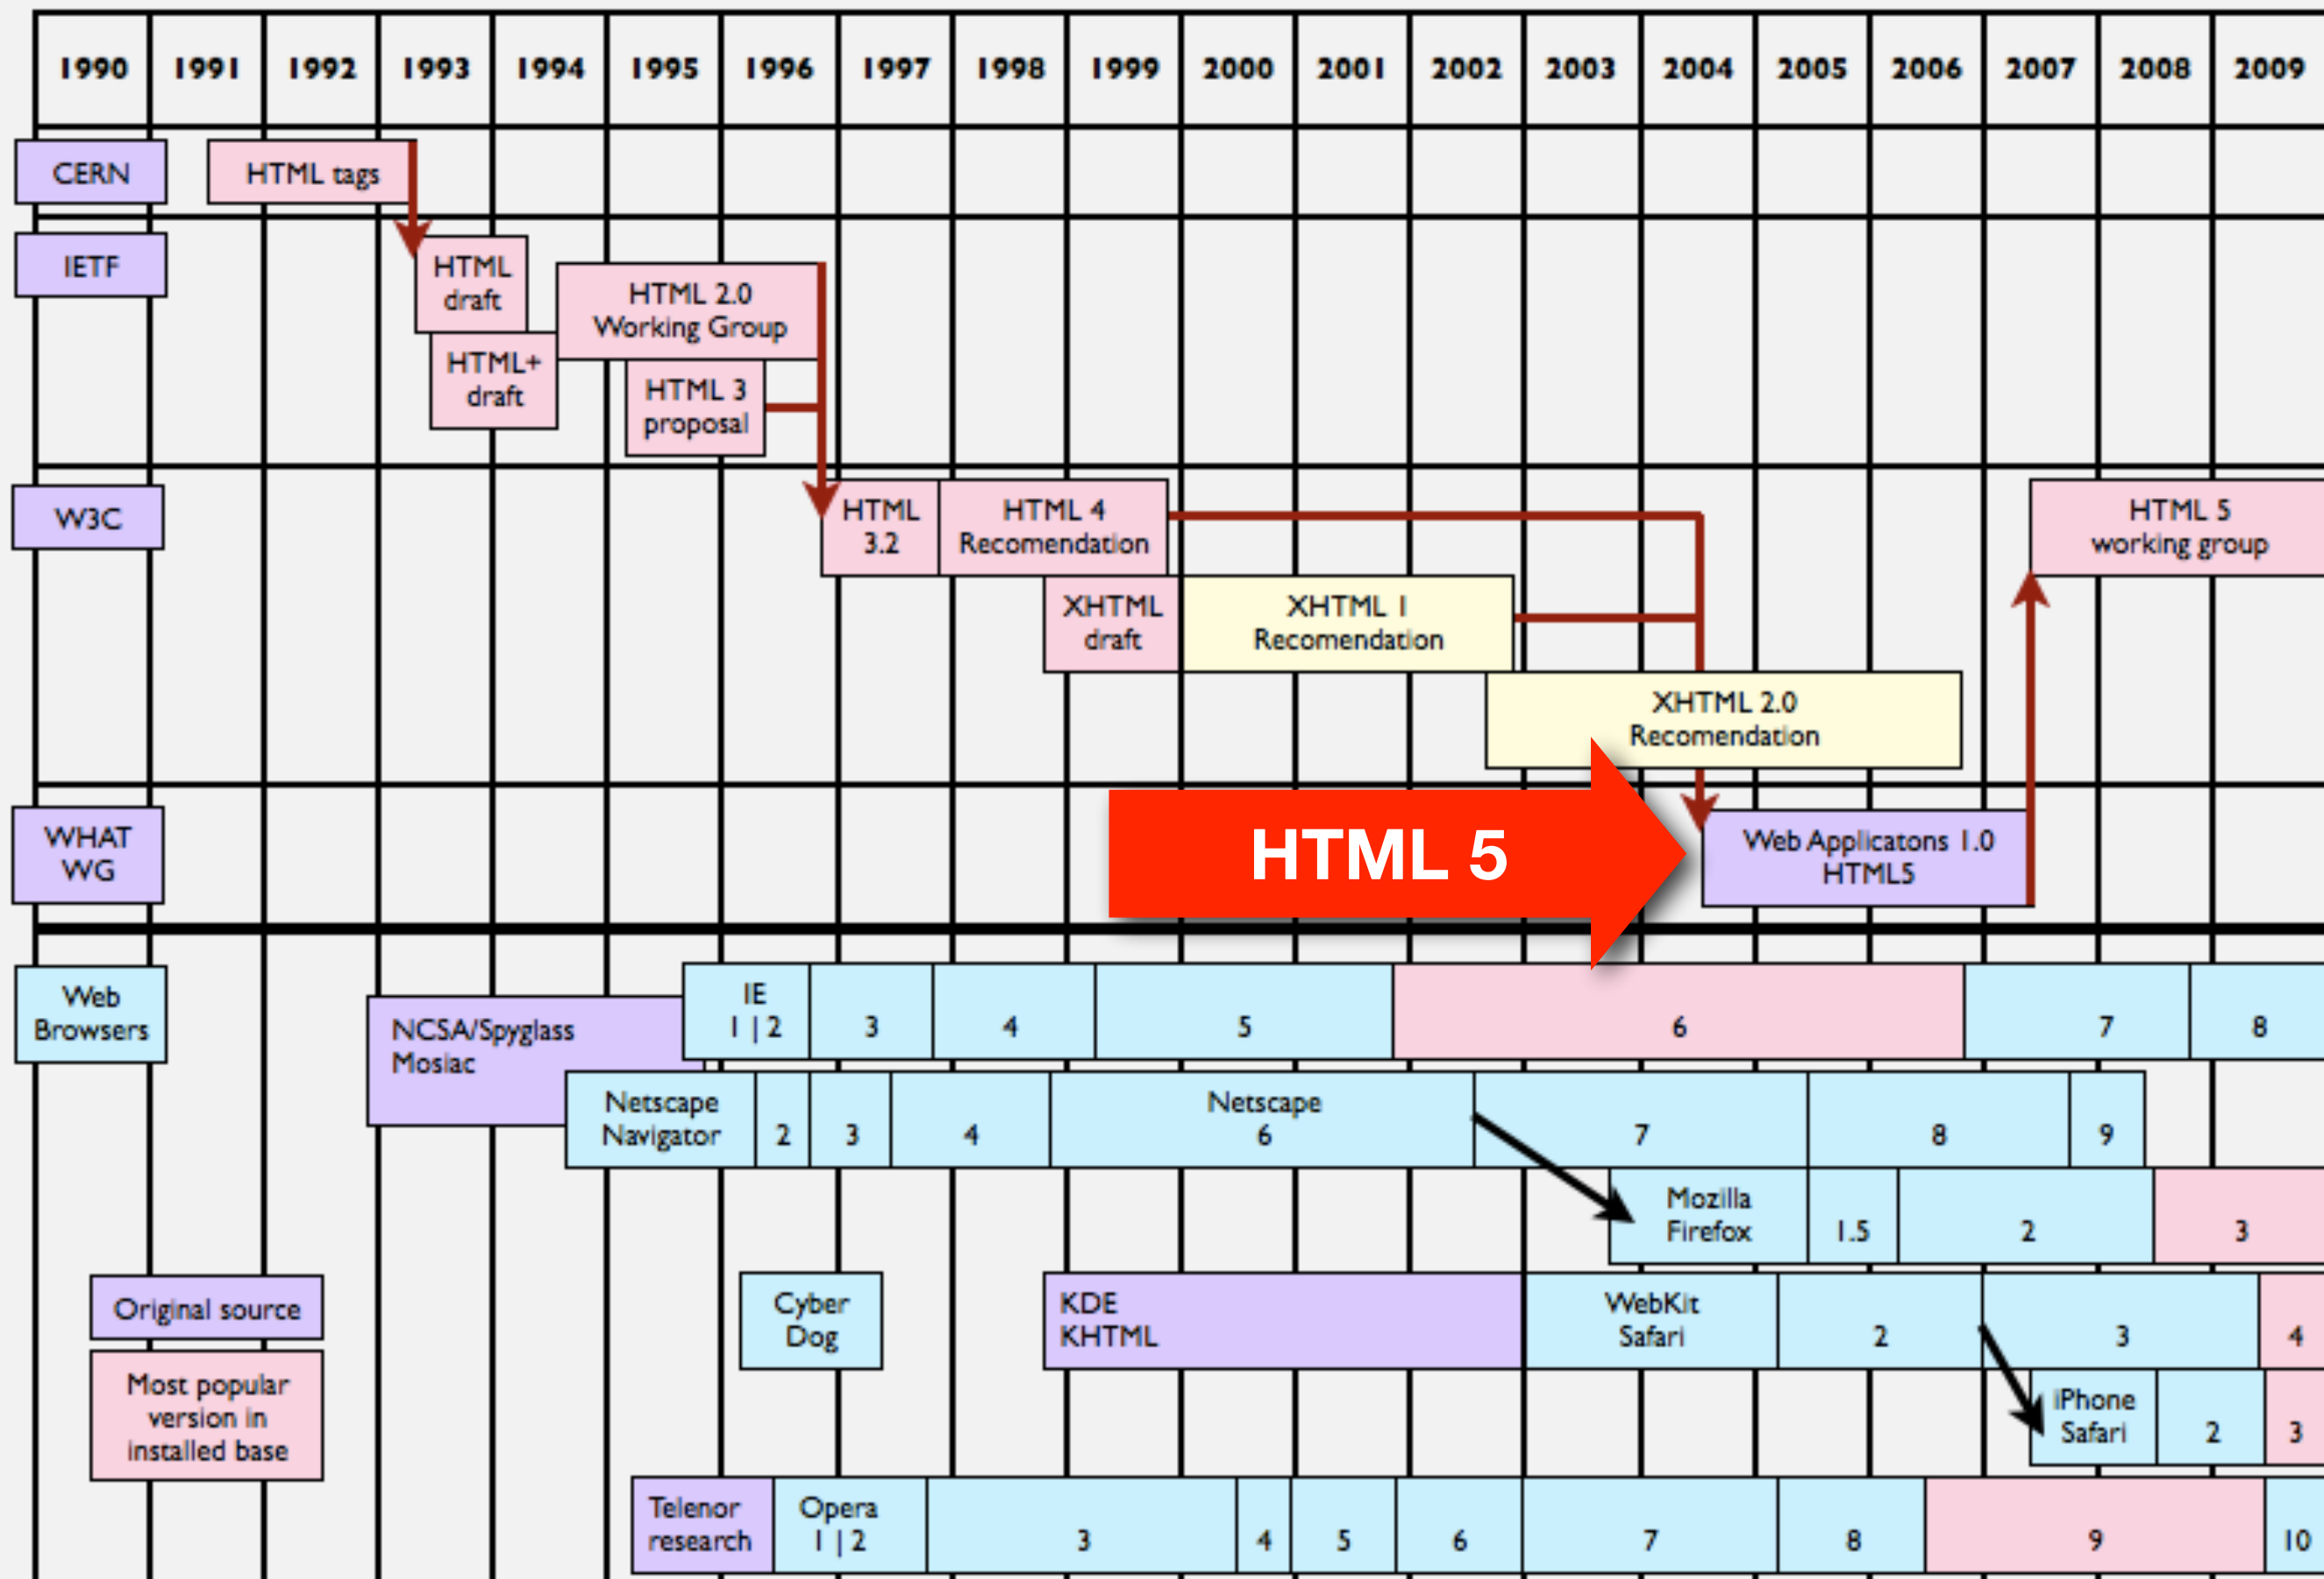 1990 1991 1992 1993 1994 1995 1996 1997 1998 1999 2000 2001 2002 2003 2004 2005 2006 2007 2008 2009
CERN
HTML tags
IETF
HTML
draft
HTML 2.0
Working Group
HTML+
draft
HTML 3
proposal
W3C
HTML
3.2
HTML 4
Recomendation
HTML 5
working group
XHTML
draft
XHTML 1
Recomendation
XHTML 2.0
Recomendation
WHAT
WG
HTML 5
Web Applicatons 1.0
HTML5
Web
Browsers
NCSA/Spyglass
Mosiac
IE
1 | 2 3 4 5 6 7 8
Netscape
Navigator
2 3 4
Netscape
6
7 8 9
Mozilla
Firefox
1.5 2 3
Original source
Cyber
Dog
KDE
KHTML
WebKit
Safari
2 3 4
Most popular
version in
installed base
iPhone
Safari
2 3
Telenor
research
Opera
1 | 2 3 4 5 6 7 8 9 10